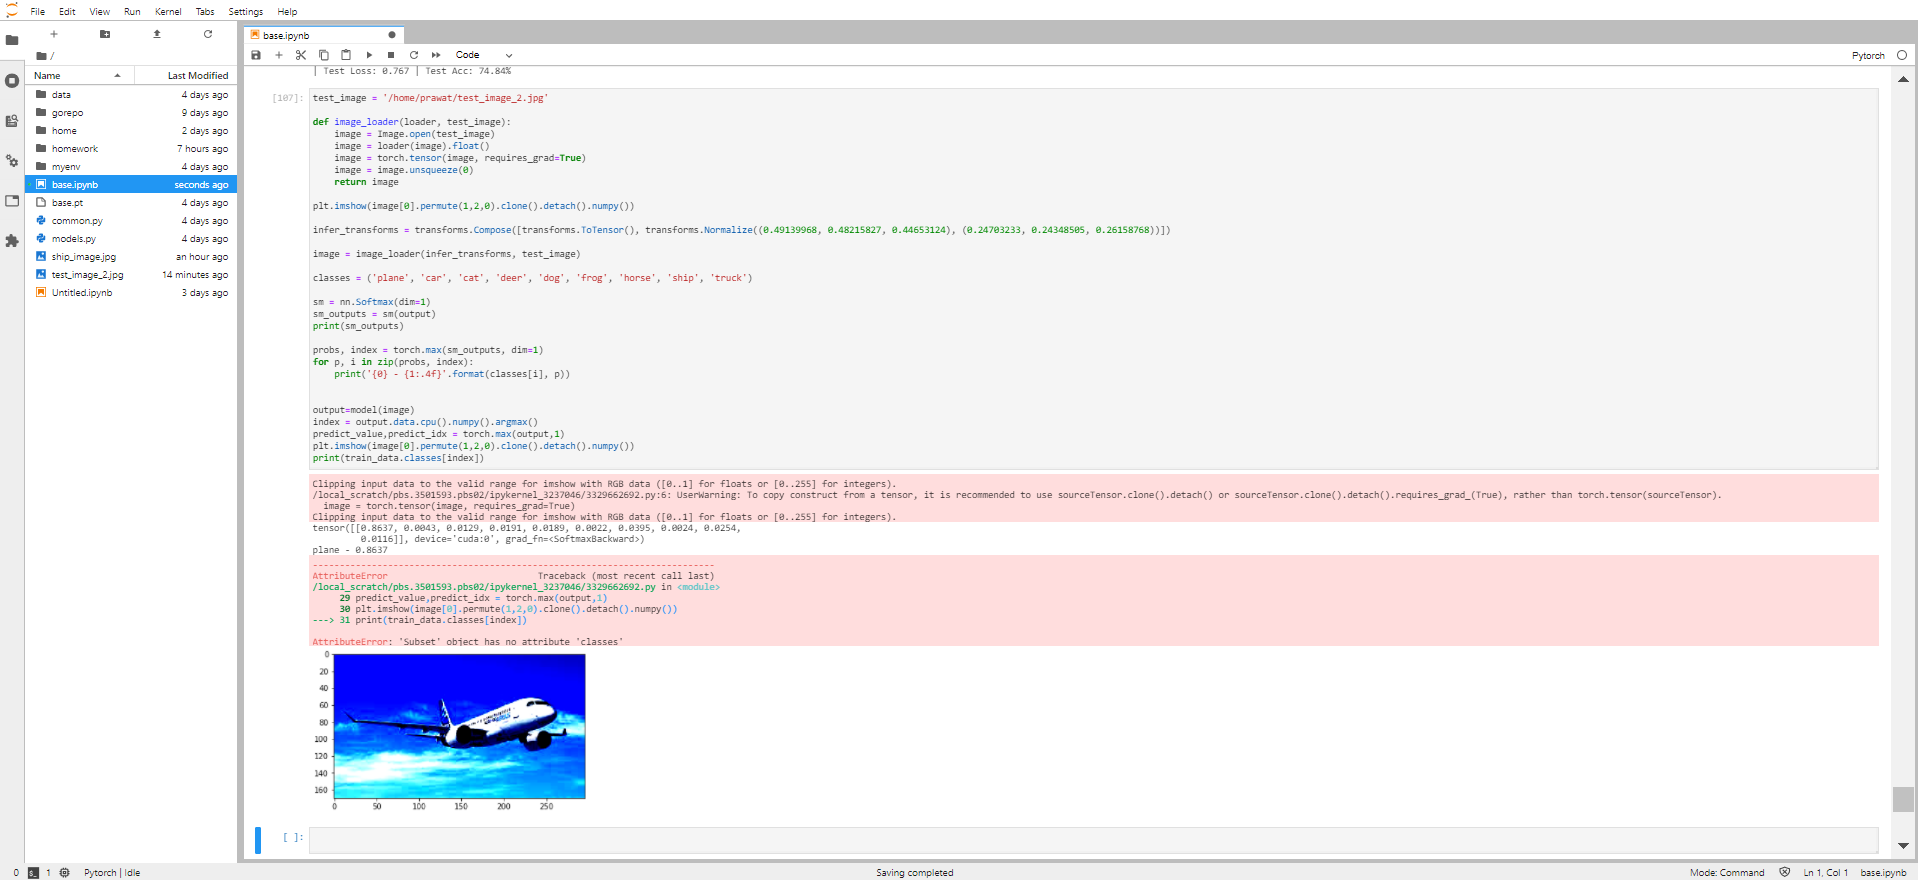 File Edit View Run Kernel Tabs Settings Help
/
Name Last Modified
data 4 days ago
gorepo 9 days ago
home 2 days ago
homework 7 hours ago
myenv 4 days ago
base.ipynb seconds ago
base.pt 4 days ago
common.py 4 days ago
models.py 4 days ago
ship_image.jpg an hour ago
test_image_2.jpg 14 minutes ago
Untitled.ipynb 3 days ago
base.ipynb
Code
Pytorch
| Test Loss: 0.767 | Test Acc: 74.84%
[107]:
test_image = '/home/prawat/test_image_2.jpg'
def image_loader(loader, test_image):
    image = Image.open(test_image)
    image = loader(image).float()
    image = torch.tensor(image, requires_grad=True)
    image = image.unsqueeze(0)
    return image
plt.imshow(image[0].permute(1,2,0).clone().detach().numpy())
infer_transforms = transforms.Compose([transforms.ToTensor(), transforms.Normalize((0.49139968, 0.48215827, 0.44653124), (0.24703233, 0.24348505, 0.26158768))])
image = image_loader(infer_transforms, test_image)
classes = ('plane', 'car', 'cat', 'deer', 'dog', 'frog', 'horse', 'ship', 'truck')
sm = nn.Softmax(dim=1)
sm_outputs = sm(output)
print(sm_outputs)
probs, index = torch.max(sm_outputs, dim=1)
for p, i in zip(probs, index):
    print('{0} - {1:.4f}'.format(classes[i], p))
output=model(image)
index = output.data.cpu().numpy().argmax()
predict_value,predict_idx = torch.max(output,1)
plt.imshow(image[0].permute(1,2,0).clone().detach().numpy())
print(train_data.classes[index])
Clipping input data to the valid range for imshow with RGB data ([0..1] for floats or [0..255] for integers).
/local_scratch/pbs.3501593.pbs02/ipykernel_3237046/3329662692.py:6: UserWarning: To copy construct from a tensor, it is recommended to use sourceTensor.clone().detach() or sourceTensor.clone().detach().requires_grad_(True), rather than torch.tensor(sourceTensor).
  image = torch.tensor(image, requires_grad=True)
Clipping input data to the valid range for imshow with RGB data ([0..1] for floats or [0..255] for integers).
tensor([[0.8637, 0.0043, 0.0129, 0.0191, 0.0189, 0.0022, 0.0395, 0.0024, 0.0254,
         0.0116]], device='cuda:0', grad_fn=<SoftmaxBackward>)
plane - 0.8637
---------------------------------------------------------------------------
AttributeError                            Traceback (most recent call last)
/local_scratch/pbs.3501593.pbs02/ipykernel_3237046/3329662692.py in <module>
     29 predict_value,predict_idx = torch.max(output,1)
     30 plt.imshow(image[0].permute(1,2,0).clone().detach().numpy())
---> 31 print(train_data.classes[index])
AttributeError: 'Subset' object has no attribute 'classes'
0
20
40
60
80
100
120
140
160
0 50 100 150 200 250
[ ]:
0 1 Pytorch | Idle Saving completed Mode: Command Ln 1, Col 1 base.ipynb